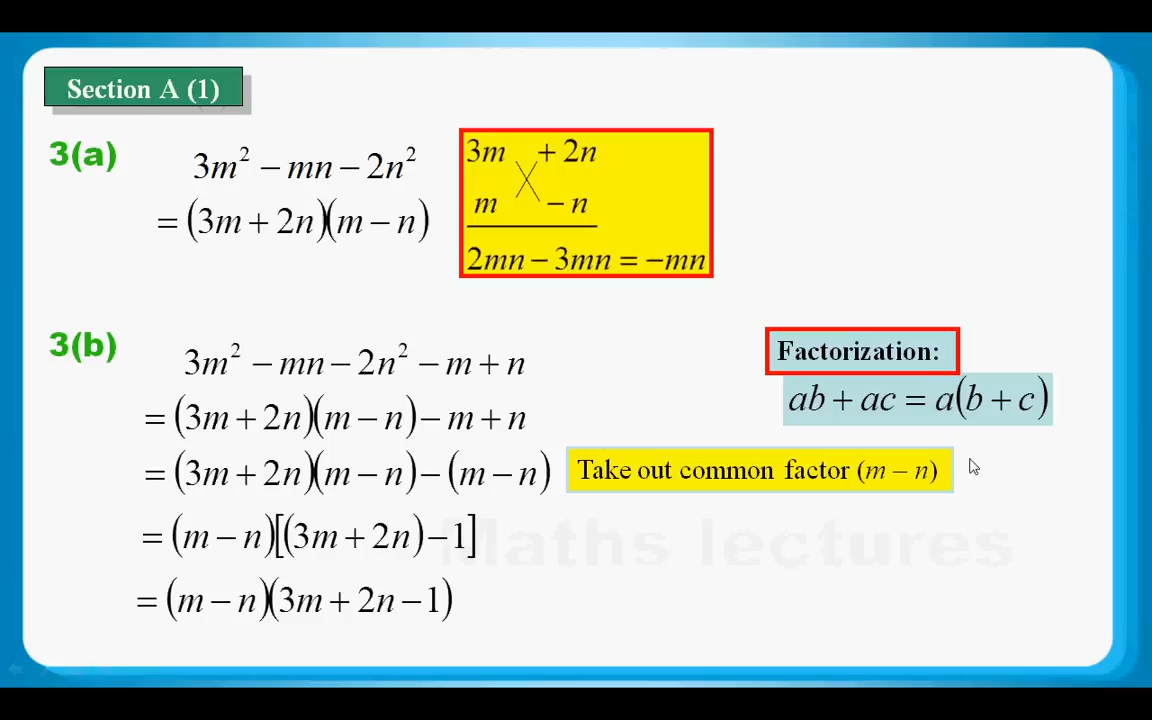 Section A (1)
3(a)
3m² − mn − 2n²
= (3m + 2n)(m − n)
3m + 2n
m − n
2mn − 3mn = −mn
3(b)
3m² − mn − 2n² − m + n
= (3m + 2n)(m − n) − m + n
= (3m + 2n)(m − n) − (m − n)
Take out common factor (m − n)
= (m − n)[(3m + 2n) − 1]
= (m − n)(3m + 2n − 1)
Factorization:
ab + ac = a(b + c)
Maths lectures